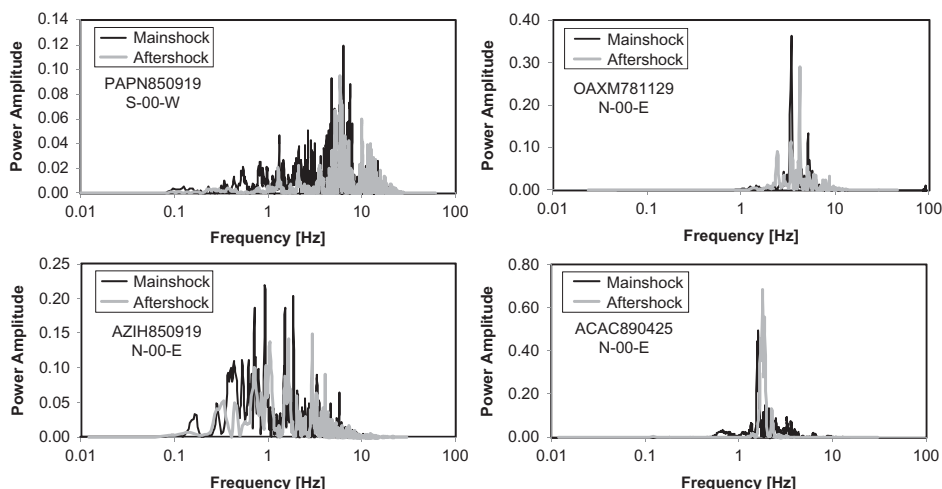 0.14
0.12
0.10
0.08
0.06
0.04
0.02
0.00
Power Amplitude
Mainshock
Aftershock
PAPN850919
S-00-W
0.01 0.1 1 10 100
Frequency [Hz]
0.40
0.30
0.20
0.10
0.00
Power Amplitude
Mainshock
Aftershock
OAXM781129
N-00-E
0.01 0.1 1 10 100
Frequency [Hz]
0.25
0.20
0.15
0.10
0.05
0.00
Power Amplitude
Mainshock
Aftershock
AZIH850919
N-00-E
0.01 0.1 1 10 100
Frequency [Hz]
0.80
0.60
0.40
0.20
0.00
Power Amplitude
Mainshock
Aftershock
ACAC890425
N-00-E
0.01 0.1 1 10 100
Frequency [Hz]